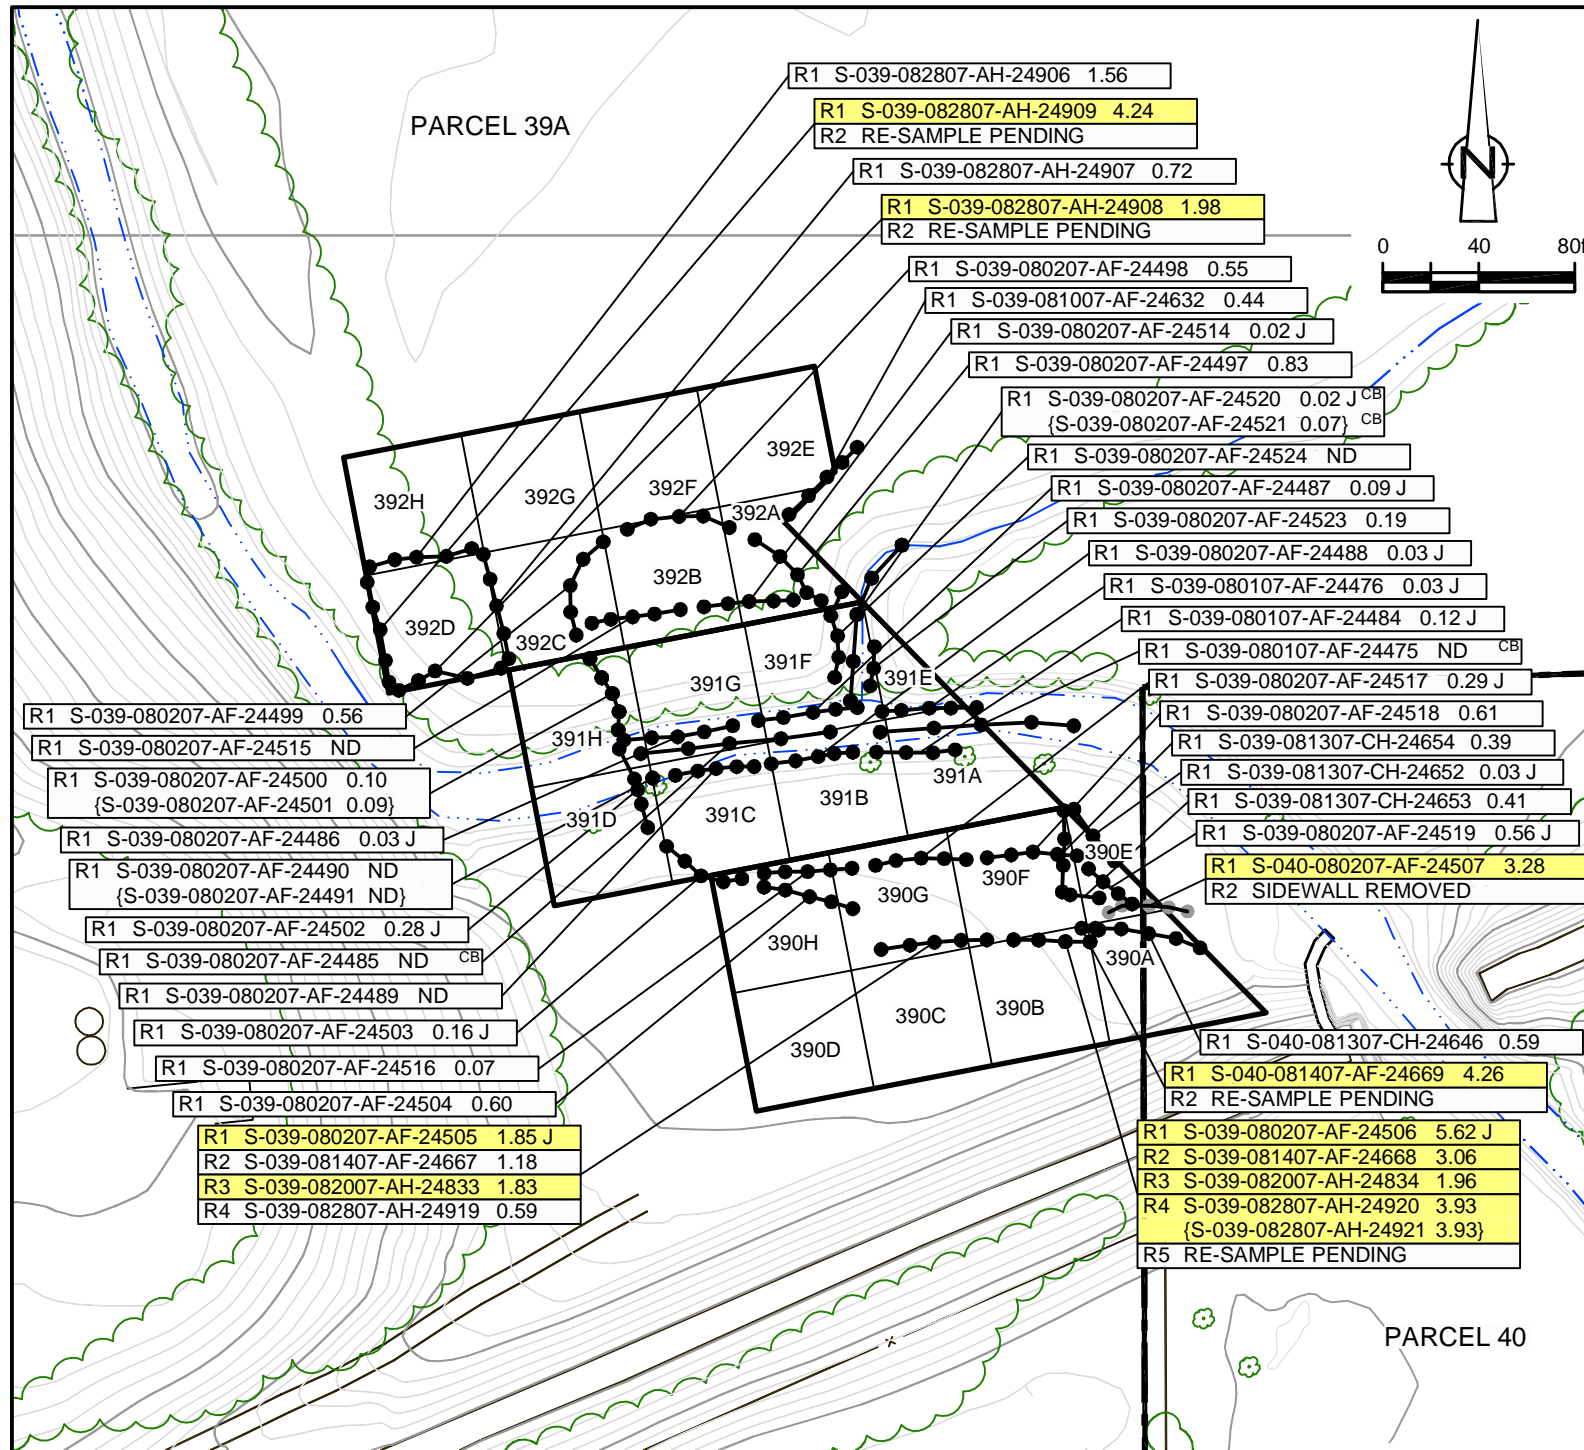 PARCEL 39A
R1 S-039-082807-AH-24906 1.56
R1 S-039-082807-AH-24909 4.24
R2 RE-SAMPLE PENDING
R1 S-039-082807-AH-24907 0.72
R1 S-039-082807-AH-24908 1.98
R2 RE-SAMPLE PENDING
R1 S-039-080207-AF-24498 0.55
R1 S-039-081007-AF-24632 0.44
R1 S-039-080207-AF-24514 0.02 J
R1 S-039-080207-AF-24497 0.83
R1 S-039-080207-AF-24520 0.02 J CB
{S-039-080207-AF-24521 0.07} CB
R1 S-039-080207-AF-24524 ND
R1 S-039-080207-AF-24487 0.09 J
R1 S-039-080207-AF-24523 0.19
R1 S-039-080207-AF-24488 0.03 J
R1 S-039-080107-AF-24476 0.03 J
R1 S-039-080107-AF-24484 0.12 J
R1 S-039-080107-AF-24475 ND CB
R1 S-039-080207-AF-24517 0.29 J
R1 S-039-080207-AF-24518 0.61
R1 S-039-081307-CH-24654 0.39
R1 S-039-081307-CH-24652 0.03 J
R1 S-039-081307-CH-24653 0.41
R1 S-039-080207-AF-24519 0.56 J
R1 S-040-080207-AF-24507 3.28
R2 SIDEWALL REMOVED
N
0 40 80f
392E
392F
392G
392H
392A
392B
392C
392D
391F
391E
391G
391H
391A
391B
391C
391D
390E
390F
390G
390H
390A
390B
390C
390D
R1 S-039-080207-AF-24499 0.56
R1 S-039-080207-AF-24515 ND
R1 S-039-080207-AF-24500 0.10
{S-039-080207-AF-24501 0.09}
R1 S-039-080207-AF-24486 0.03 J
R1 S-039-080207-AF-24490 ND
{S-039-080207-AF-24491 ND}
R1 S-039-080207-AF-24502 0.28 J
R1 S-039-080207-AF-24485 ND CB
R1 S-039-080207-AF-24489 ND
R1 S-039-080207-AF-24503 0.16 J
R1 S-039-080207-AF-24516 0.07
R1 S-039-080207-AF-24504 0.60
R1 S-039-080207-AF-24505 1.85 J
R2 S-039-081407-AF-24667 1.18
R3 S-039-082007-AH-24833 1.83
R4 S-039-082807-AH-24919 0.59
R1 S-040-081307-CH-24646 0.59
R1 S-040-081407-AF-24669 4.26
R2 RE-SAMPLE PENDING
R1 S-039-080207-AF-24506 5.62 J
R2 S-039-081407-AF-24668 3.06
R3 S-039-082007-AH-24834 1.96
R4 S-039-082807-AH-24920 3.93
{S-039-082807-AH-24921 3.93}
R5 RE-SAMPLE PENDING
PARCEL 40